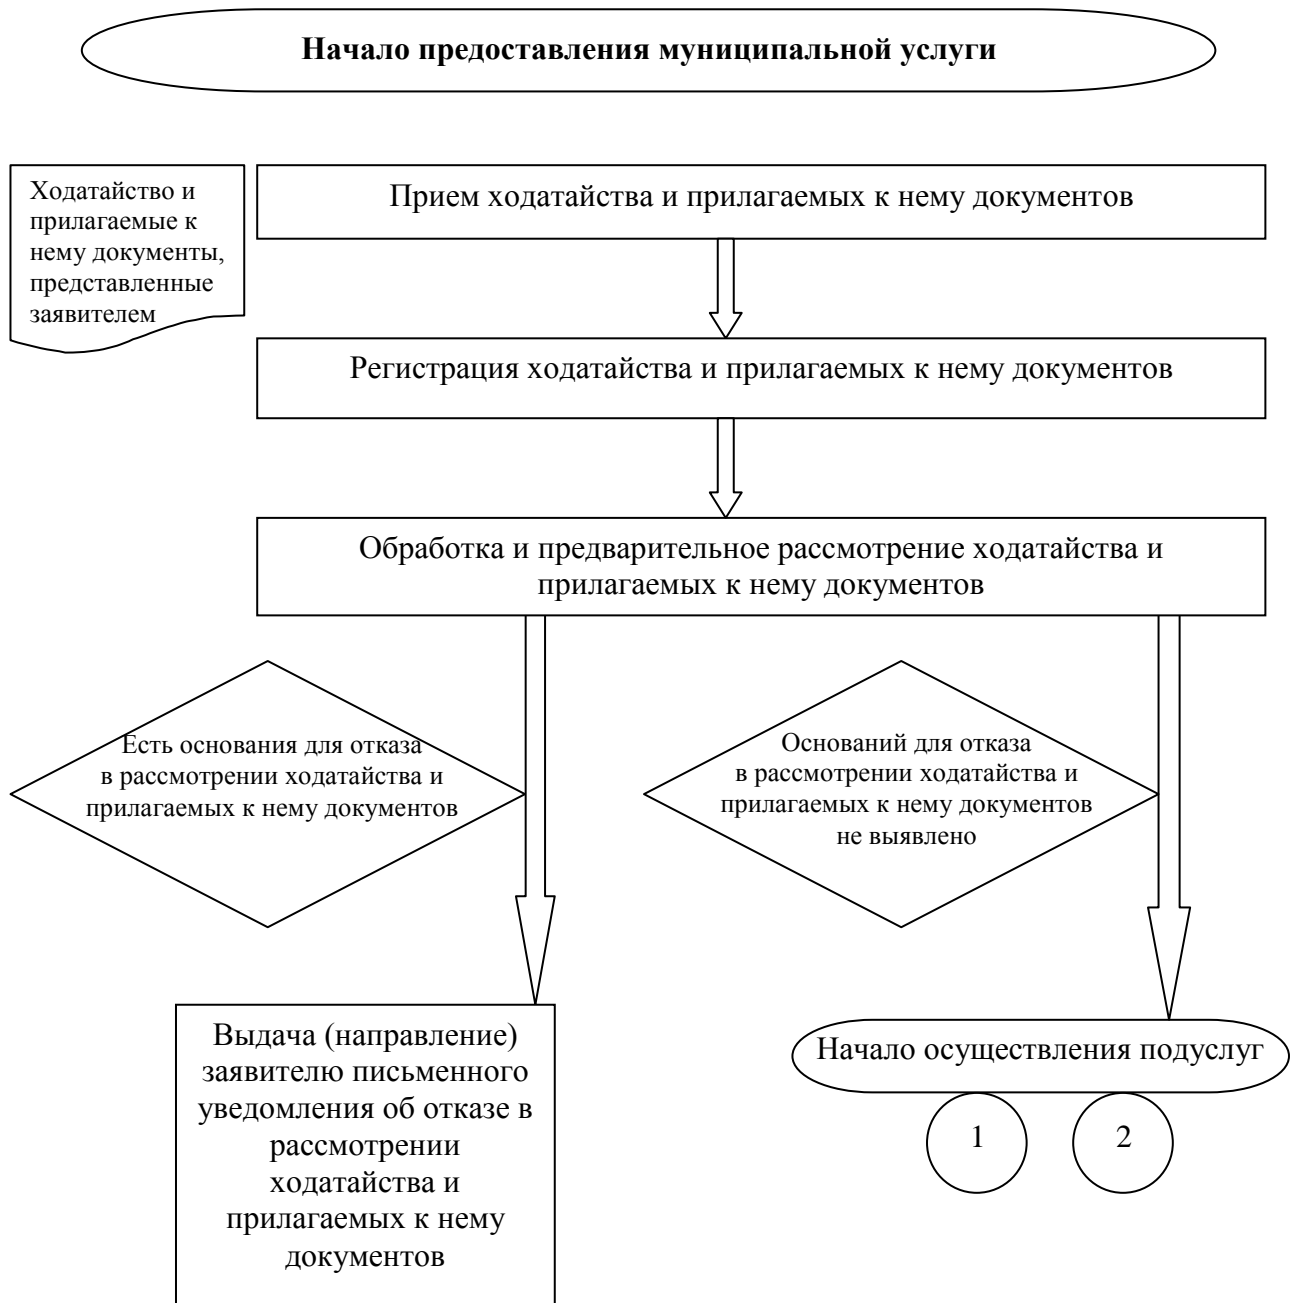 Начало предоставления муниципальной услуги
Ходатайство и
прилагаемые к
нему документы,
представленные
заявителем
Прием ходатайства и прилагаемых к нему документов
Регистрация ходатайства и прилагаемых к нему документов
Обработка и предварительное рассмотрение ходатайства и
прилагаемых к нему документов
Есть основания для отказа
в рассмотрении ходатайства и
прилагаемых к нему документов
Оснований для отказа
в рассмотрении ходатайства и
прилагаемых к нему документов
не выявлено
Выдача (направление)
заявителю письменного
уведомления об отказе в
рассмотрении
ходатайства и
прилагаемых к нему
документов
Начало осуществления подуслуг
1
2